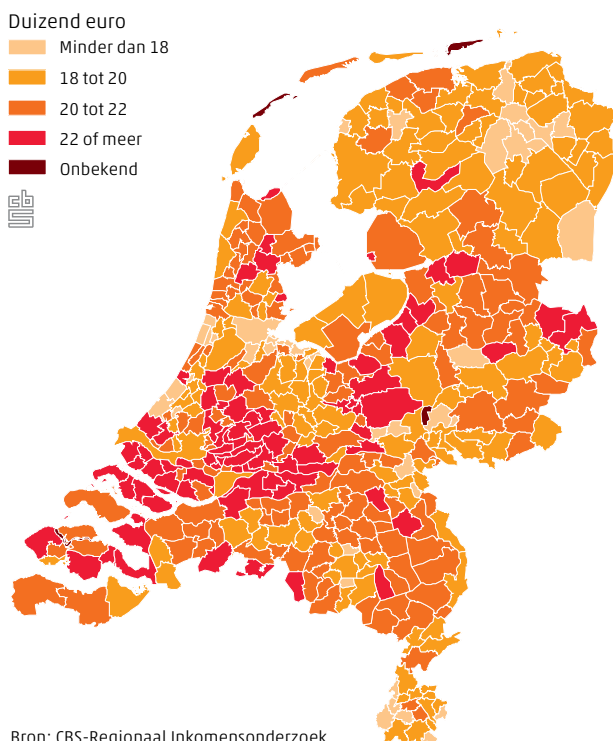 Duizend euro
Minder dan 18
18 tot 20
20 tot 22
22 of meer
Onbekend
Bron: CBS-Regionaal Inkomensonderzoek